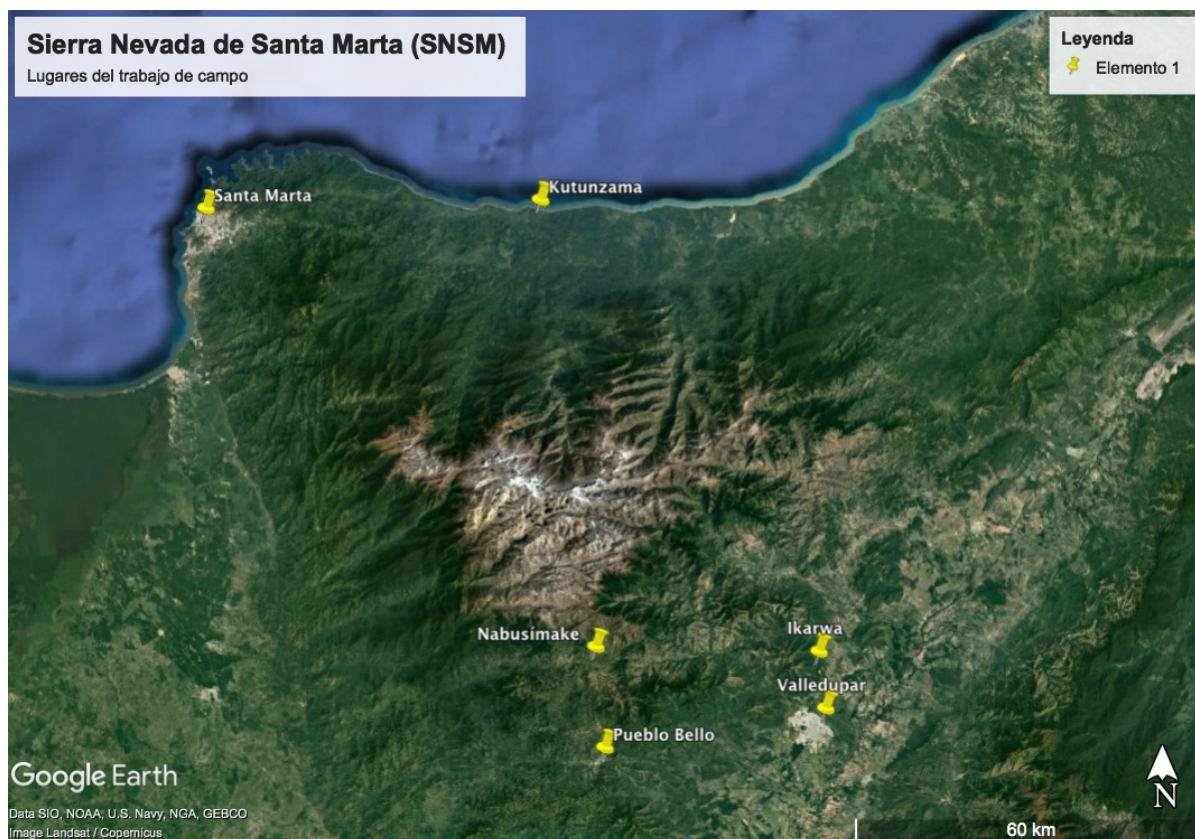 Sierra Nevada de Santa Marta (SNSM)
Lugares del trabajo de campo
Leyenda
Elemento 1
Santa Marta
Kutunzama
Nabusímake
Ikarwa
Valledupar
Pueblo Bello
Google Earth
Data SIO, NOAA, U.S. Navy, NGA, GEBCO
Image Landsat / Copernicus
N
60 km